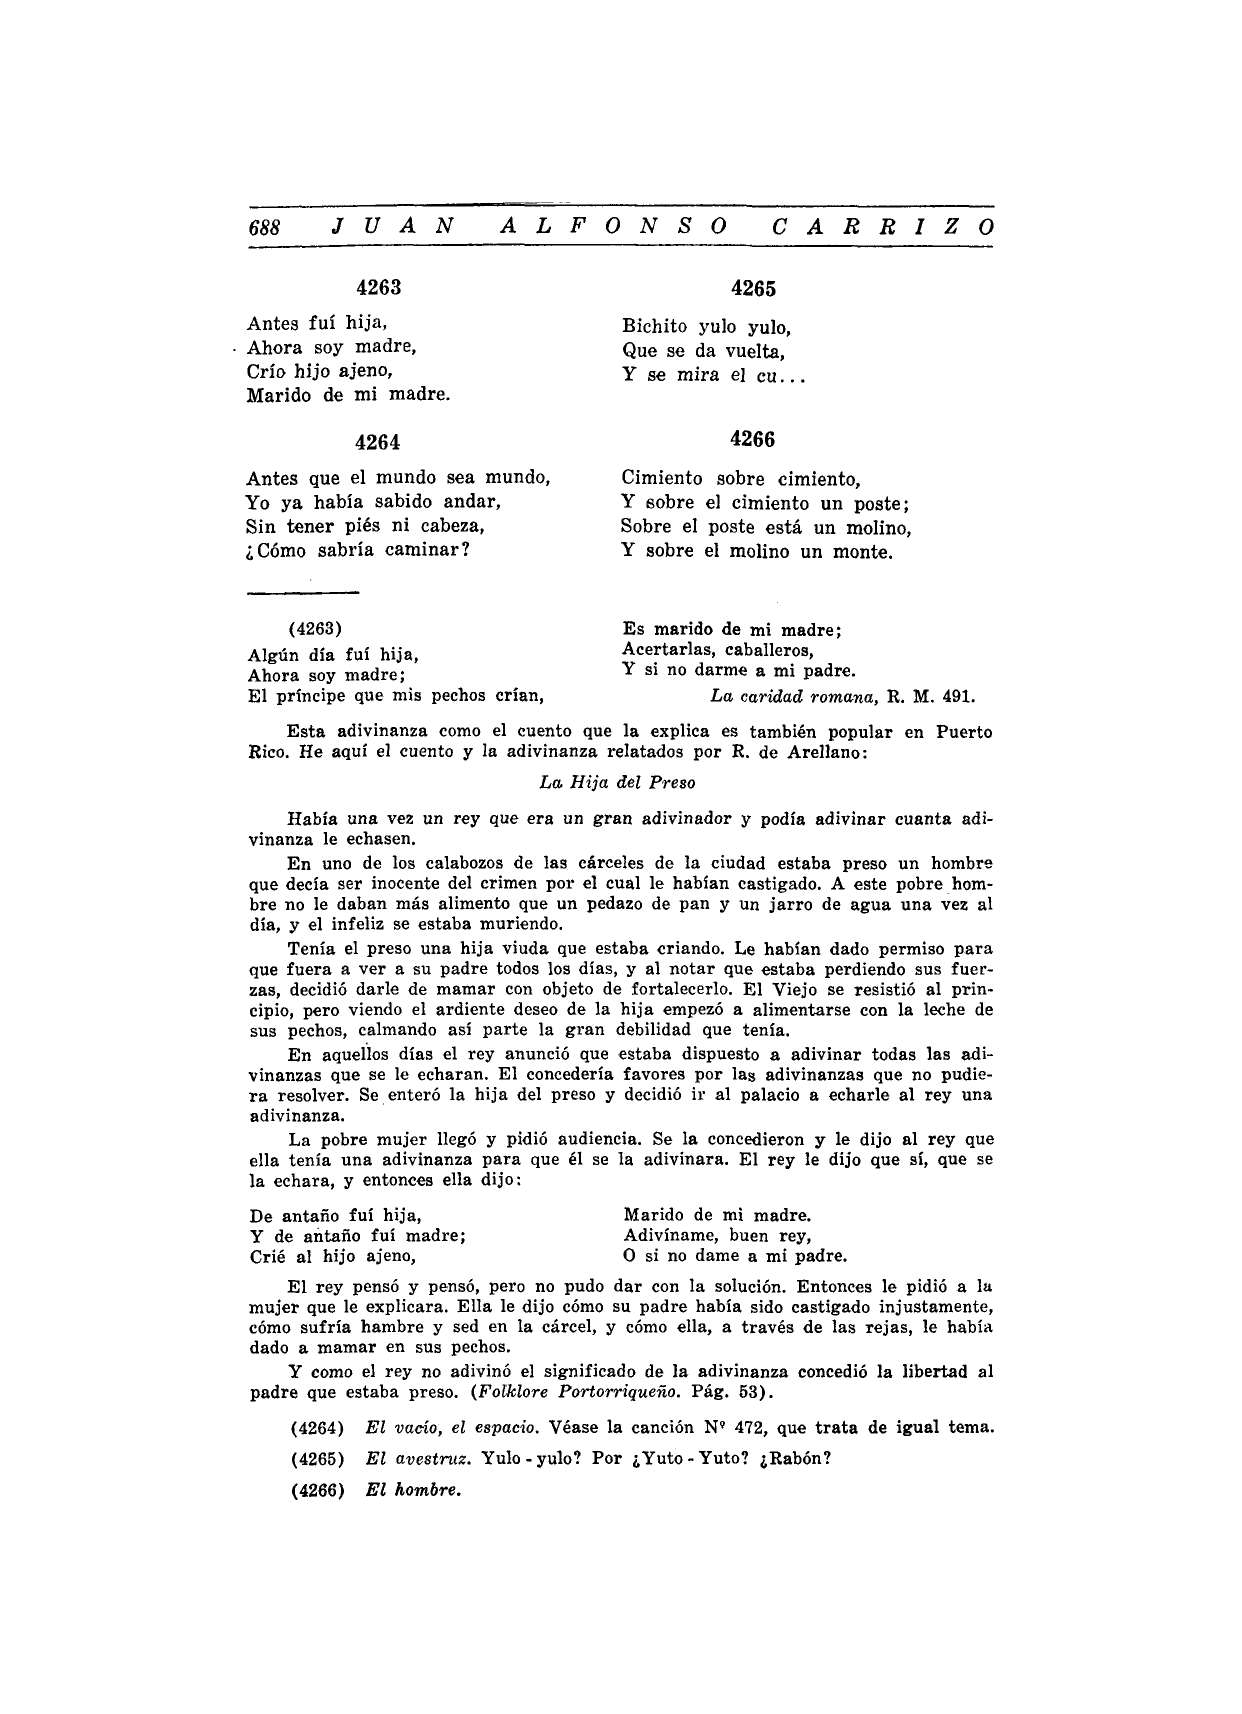 688 JUAN ALFONSO CARRIZO
4263
Antes fuí hija,
Ahora soy madre,
Crío hijo ajeno,
Marido de mi madre.
4264
Antes que el mundo sea mundo,
Yo ya había sabido andar,
Sin tener piés ni cabeza,
¿Cómo sabría caminar?
4265
Bichito yulo yulo,
Que se da vuelta,
Y se mira el cu...
4266
Cimiento sobre cimiento,
Y sobre el cimiento un poste;
Sobre el poste está un molino,
Y sobre el molino un monte.
(4263)
Algún día fuí hija,
Ahora soy madre;
El príncipe que mis pechos crían,
Es marido de mi madre;
Acertarlas, caballeros,
Y si no darme a mi padre.
La caridad romana, R. M. 491.
Esta adivinanza como el cuento que la explica es también popular en Puerto
Rico. He aquí el cuento y la adivinanza relatados por R. de Arellano:
La Hija del Preso
Había una vez un rey que era un gran adivinador y podía adivinar cuanta adi-
vinanza le echasen.
En uno de los calabozos de las cárceles de la ciudad estaba preso un hombre
que decía ser inocente del crimen por el cual le habían castigado. A este pobre hom-
bre no le daban más alimento que un pedazo de pan y un jarro de agua una vez al
día, y el infeliz se estaba muriendo.
Tenía el preso una hija viuda que estaba criando. Le habían dado permiso para
que fuera a ver a su padre todos los días, y al notar que estaba perdiendo sus fuer-
zas, decidió darle de mamar con objeto de fortalecerlo. El Viejo se resistió al prin-
cipio, pero viendo el ardiente deseo de la hija empezó a alimentarse con la leche de
sus pechos, calmando así parte la gran debilidad que tenía.
En aquellos días el rey anunció que estaba dispuesto a adivinar todas las adi-
vinanzas que se le echaran. El concedería favores por las adivinanzas que no pudie-
ra resolver. Se enteró la hija del preso y decidió ir al palacio a echarle al rey una
adivinanza.
La pobre mujer llegó y pidió audiencia. Se la concedieron y le dijo al rey que
ella tenía una adivinanza para que él se la adivinara. El rey le dijo que sí, que se
la echara, y entonces ella dijo:
De antaño fuí hija,
Y de antaño fuí madre;
Crié al hijo ajeno,
Marido de mi madre.
Adivíname, buen rey,
O si no dame a mi padre.
El rey pensó y pensó, pero no pudo dar con la solución. Entonces le pidió a la
mujer que le explicara. Ella le dijo cómo su padre había sido castigado injustamente,
cómo sufría hambre y sed en la cárcel, y cómo ella, a través de las rejas, le había
dado a mamar en sus pechos.
Y como el rey no adivinó el significado de la adivinanza concedió la libertad al
padre que estaba preso. (Folklore Portorriqueño. Pág. 53).
(4264) El vacío, el espacio. Véase la canción Nº 472, que trata de igual tema.
(4265) El avestruz. Yulo - yulo? Por ¿Yuto - Yuto? ¿Rabón?
(4266) El hombre.